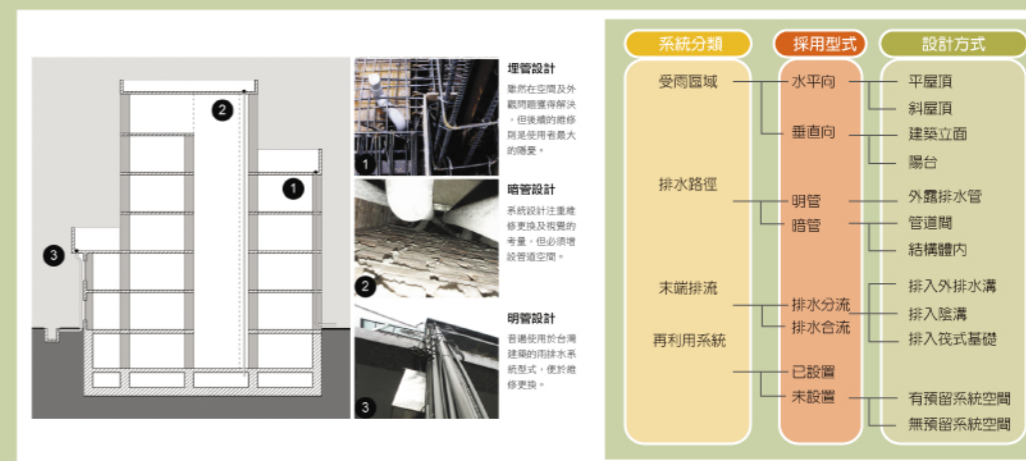 2
1
3
1
埋管設計
雖然在空間及外
觀問題獲得解決
,但後續的維修
則是使用者最大
的隱憂。
2
暗管設計
系統設計注重維
修更換及視覺的
考量,但必須增
設管道空間。
3
明管設計
普遍使用於台灣
建築的雨排水系
統型式,便於維
修更換。
系統分類
採用型式
設計方式
受雨區域
水平向
平屋頂
斜屋頂
垂直向
建築立面
陽台
排水路徑
明管
外露排水管
暗管
管道間
結構體內
末端排流
排水分流
排水合流
排入外排水溝
排入陰溝
排入筏式基礎
再利用系統
已設置
未設置
有預留系統空間
無預留系統空間